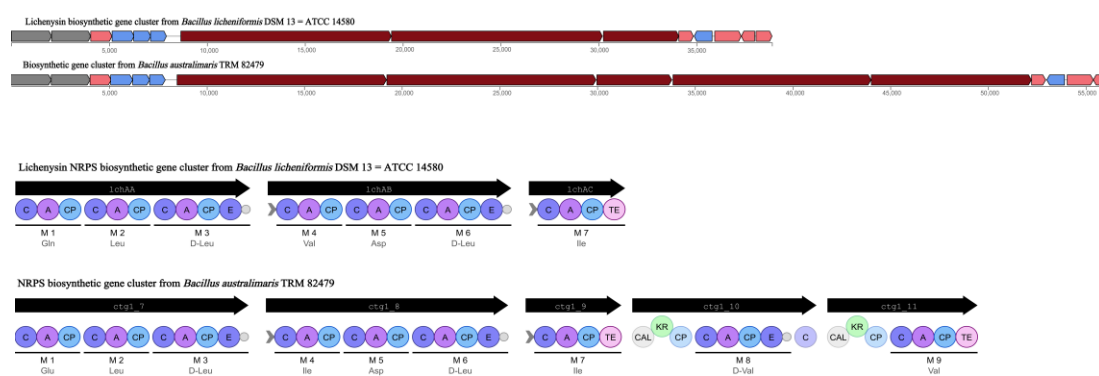 Lichenysin biosynthetic gene cluster from Bacillus licheniformis DSM 13 = ATCC 14580
5,000 10,000 15,000 20,000 25,000 30,000 35,000
Biosynthetic gene cluster from Bacillus australimaris TRM 82479
5,000 10,000 15,000 20,000 25,000 30,000 35,000 40,000 45,000 50,000 55,000
Lichenysin NRPS biosynthetic gene cluster from Bacillus licheniformis DSM 13 = ATCC 14580
lchAA lchAB lchAC
C A CP C A CP C A CP E C A CP C A CP C A CP E C A CP TE
M 1 M 2 M 3 M 4 M 5 M 6 M 7
Gln Leu D-Leu Val Asp D-Leu Ile
NRPS biosynthetic gene cluster from Bacillus australimaris TRM 82479
ctg1_7 ctg1_8 ctg1_9 ctg1_10 ctg1_11
C A CP C A CP C A CP E C A CP C A CP C A CP E C A CP TE CAL KR CP C A CP E C CAL KR CP C A CP TE
M 1 M 2 M 3 M 4 M 5 M 6 M 7 M 8 M 9
Glu Leu D-Leu Ile Asp D-Leu Ile D-Val Val